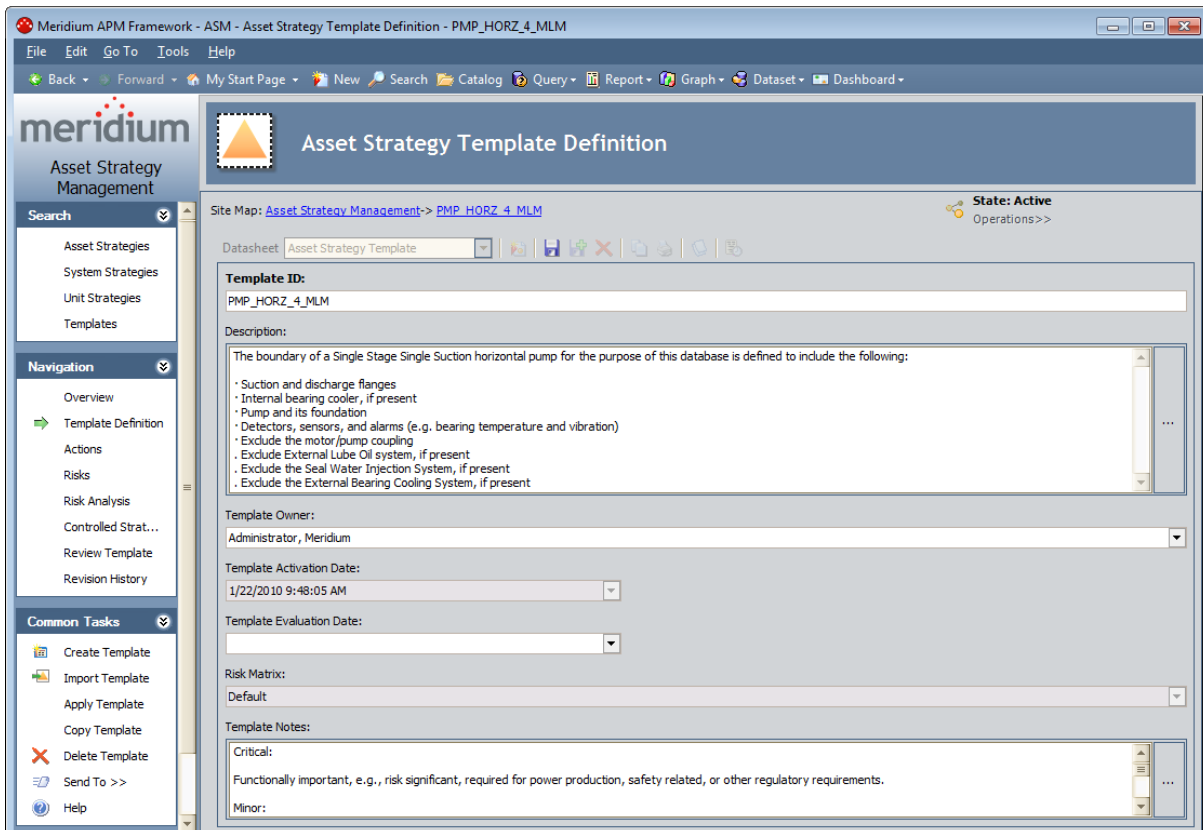 Meridium APM Framework - ASM - Asset Strategy Template Definition - PMP_HORZ_4_MLM
File Edit Go To Tools Help
Back Forward My Start Page New Search Catalog Query Report Graph Dataset Dashboard
meridium
Asset Strategy
Management
Search
Asset Strategies
System Strategies
Unit Strategies
Templates
Navigation
Overview
Template Definition
Actions
Risks
Risk Analysis
Controlled Strat...
Review Template
Revision History
Common Tasks
Create Template
Import Template
Apply Template
Copy Template
Delete Template
Send To >>
Help
Asset Strategy Template Definition
Site Map: Asset Strategy Management-> PMP_HORZ_4_MLM
State: Active
Operations>>
Datasheet Asset Strategy Template
Template ID:
PMP_HORZ_4_MLM
Description:
The boundary of a Single Stage Single Suction horizontal pump for the purpose of this database is defined to include the following:
· Suction and discharge flanges
· Internal bearing cooler, if present
· Pump and its foundation
· Detectors, sensors, and alarms (e.g. bearing temperature and vibration)
· Exclude the motor/pump coupling
. Exclude External Lube Oil system, if present
. Exclude the Seal Water Injection System, if present
. Exclude the External Bearing Cooling System, if present
...
Template Owner:
Administrator, Meridium
Template Activation Date:
1/22/2010 9:48:05 AM
Template Evaluation Date:
Risk Matrix:
Default
Template Notes:
Critical:
Functionally important, e.g., risk significant, required for power production, safety related, or other regulatory requirements.
Minor:
...